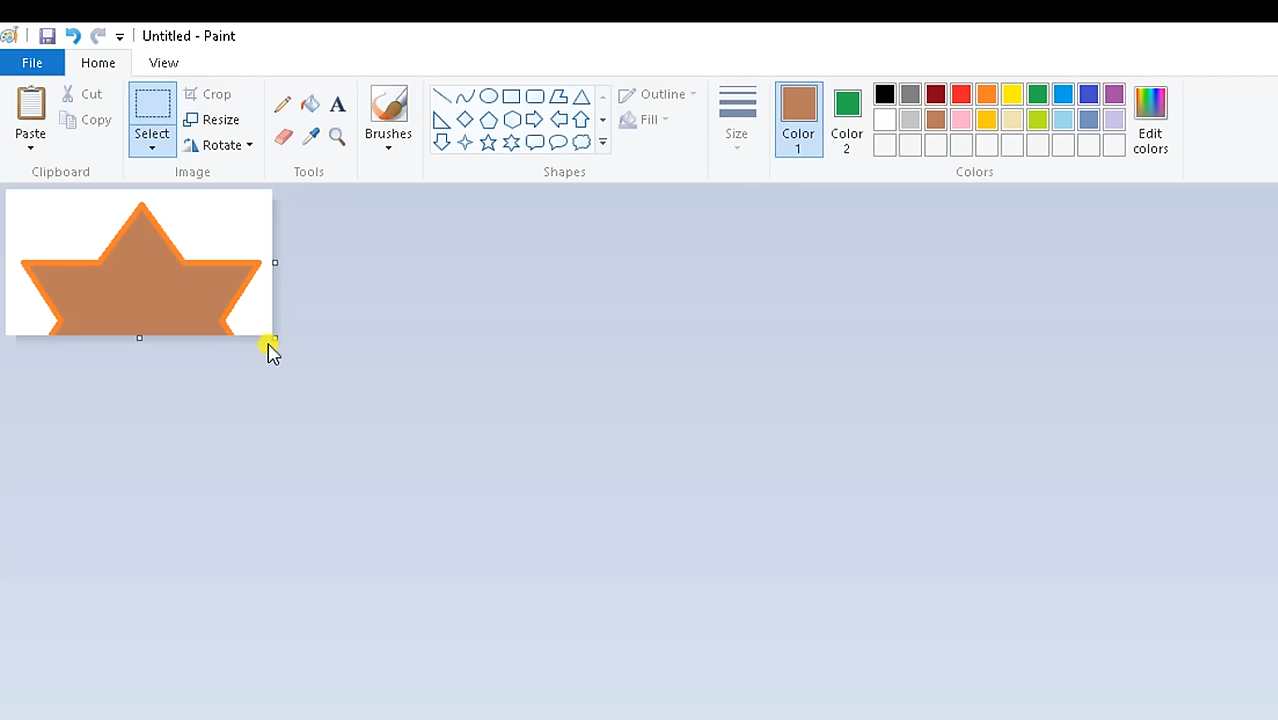 Untitled - Paint
File Home View
Paste
Cut
Copy
Clipboard
Select
Crop
Resize
Rotate
Image
A
Tools
Brushes
Shapes
Outline
Fill
Size
Color
1
Color
2
Edit
colors
Colors